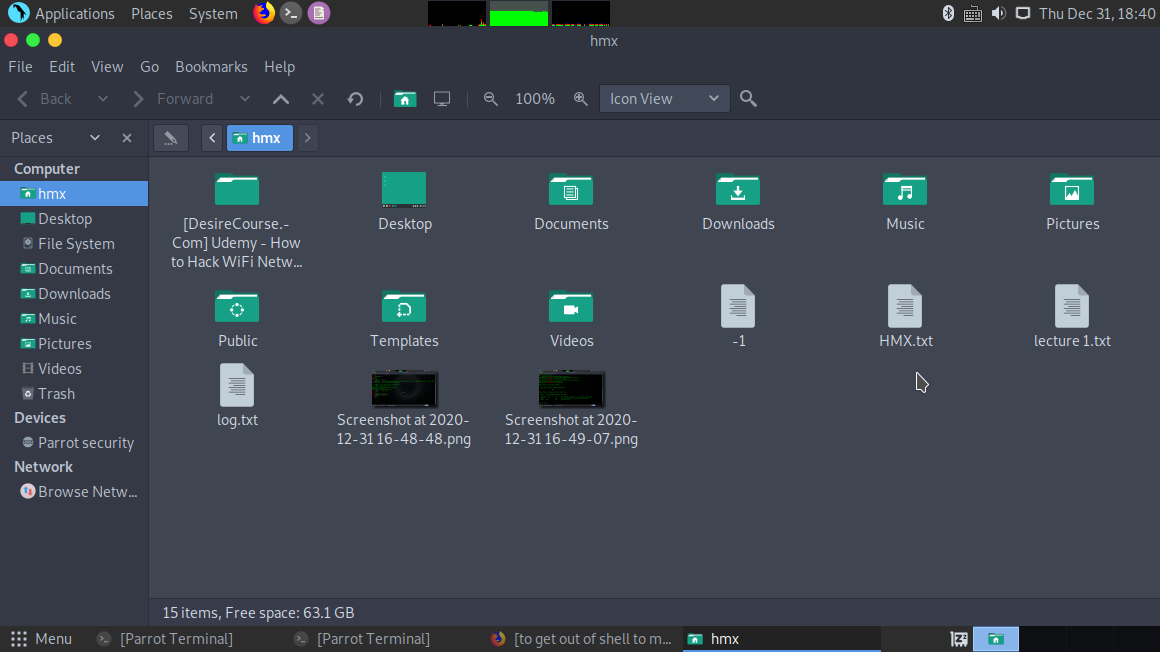 Applications Places System Thu Dec 31, 18:40
hmx
File Edit View Go Bookmarks Help
Back Forward 100% Icon View
Places hmx
Computer
hmx
Desktop
File System
Documents
Downloads
Music
Pictures
Videos
Trash
Devices
Parrot security
Network
Browse Netw...
[DesireCourse.-
Com] Udemy - How
to Hack WiFi Netw...
Desktop
Documents
Downloads
Music
Pictures
Public
Templates
Videos
-1
HMX.txt
lecture 1.txt
log.txt
Screenshot at 2020-
12-31 16-48-48.png
Screenshot at 2020-
12-31 16-49-07.png
15 items, Free space: 63.1 GB
Menu [Parrot Terminal] [Parrot Terminal] [to get out of shell to m... hmx